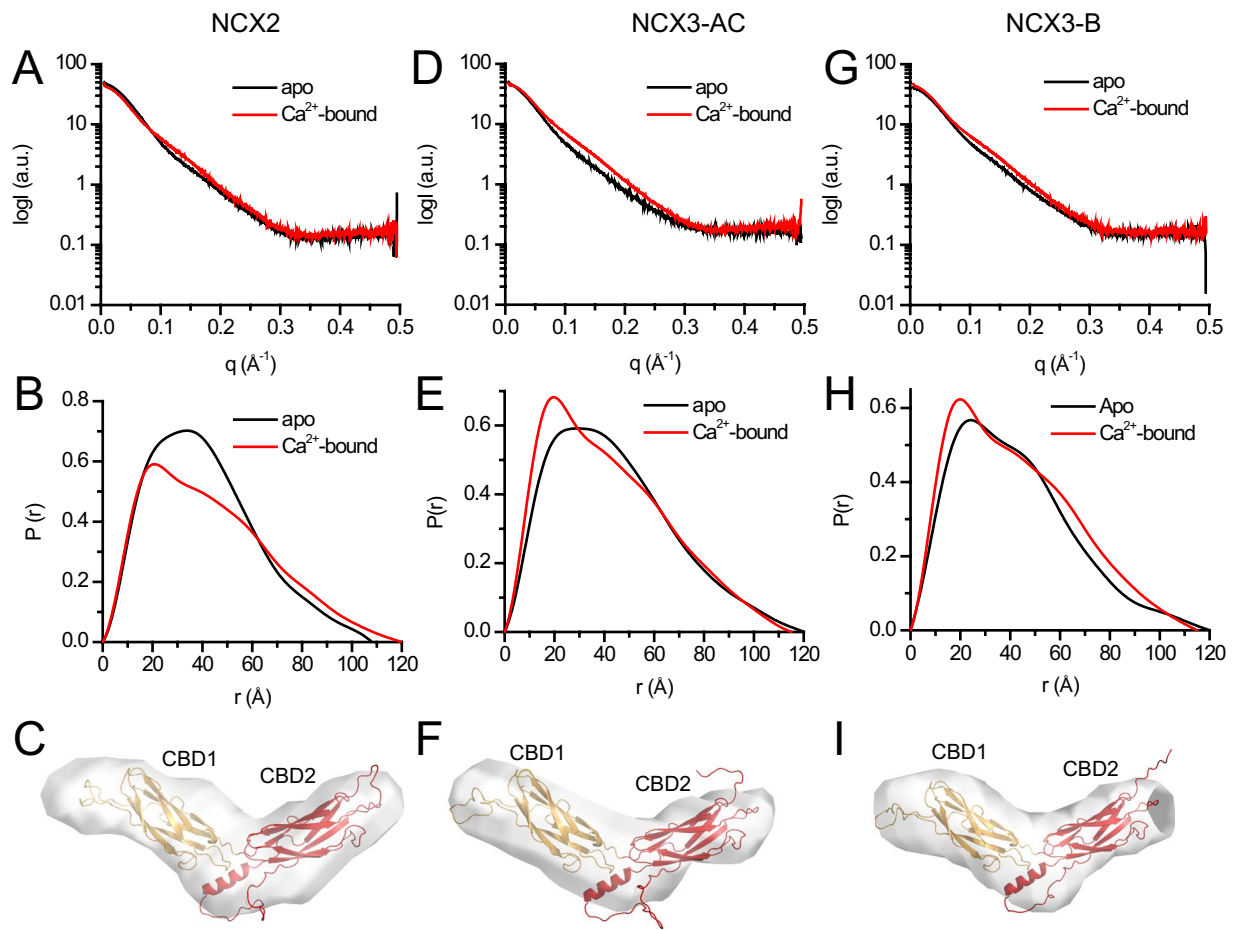 NCX2 NCX3-AC NCX3-B
A
100
10
1
0.1
0.01
logI (a.u.)
apo
Ca²⁺-bound
0.0 0.1 0.2 0.3 0.4 0.5
q (Å⁻¹)
D
100
10
1
0.1
0.01
logI (a.u.)
apo
Ca²⁺-bound
0.0 0.1 0.2 0.3 0.4 0.5
q (Å⁻¹)
G
100
10
1
0.1
0.01
logI (a.u.)
apo
Ca²⁺-bound
0.0 0.1 0.2 0.3 0.4 0.5
q (Å⁻¹)
B
0.8
0.6
0.4
0.2
0.0
P (r)
apo
Ca²⁺-bound
0 20 40 60 80 100 120
r (Å)
E
0.6
0.4
0.2
0.0
P(r)
apo
Ca²⁺-bound
0 20 40 60 80 100 120
r (Å)
H
0.6
0.4
0.2
0.0
P(r)
Apo
Ca²⁺-bound
0 20 40 60 80 100 120
r (Å)
C
CBD1
CBD2
F
CBD1
CBD2
I
CBD1
CBD2